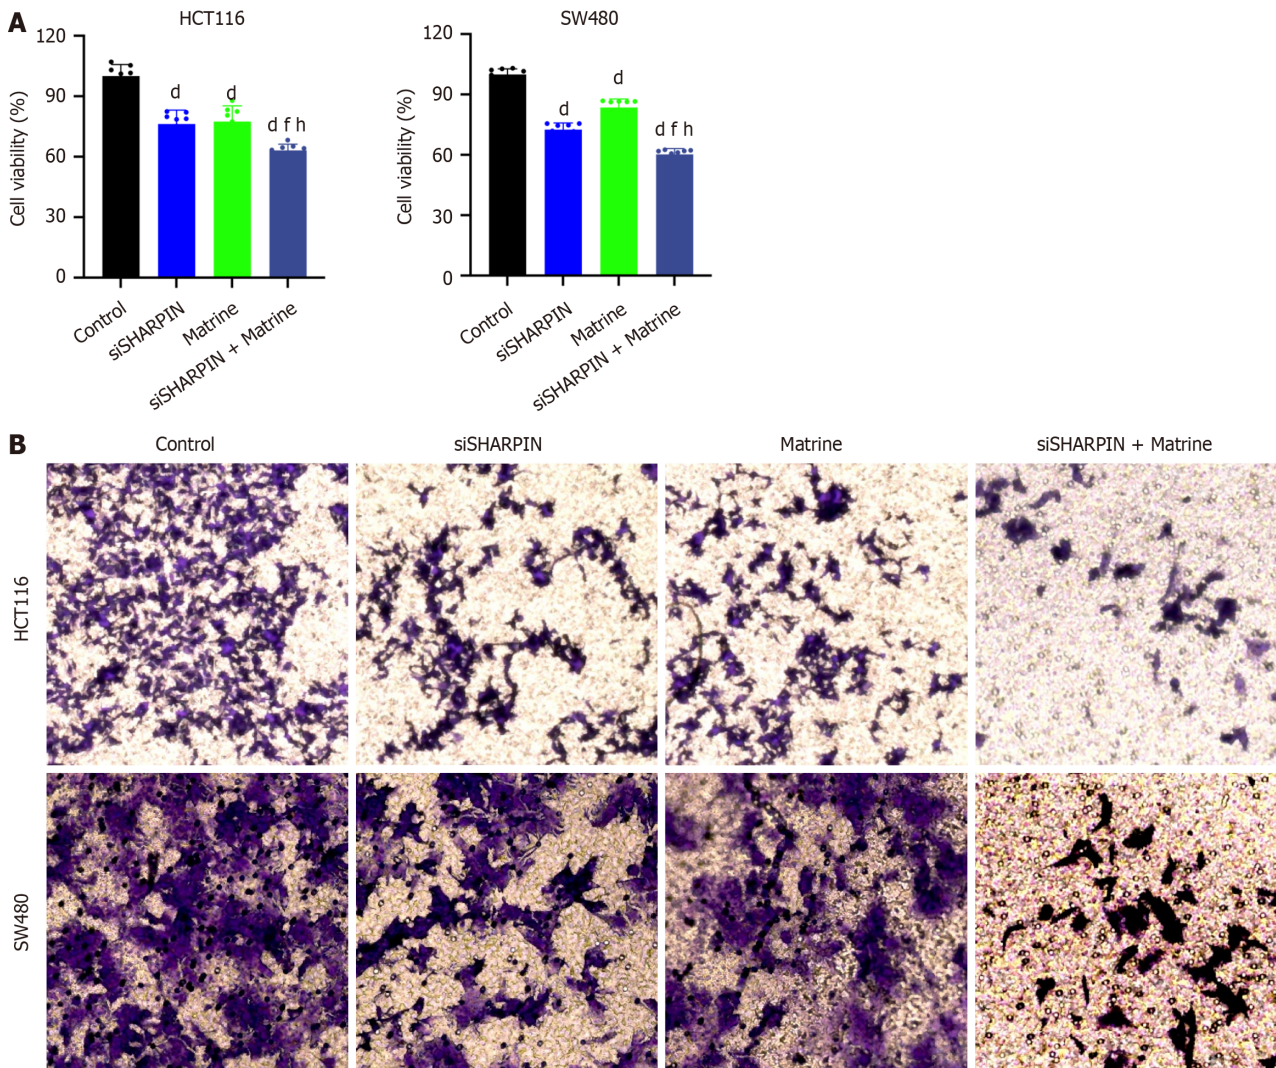 A
HCT116
Cell viability (%)
120
90
60
30
0
d
d
d f h
Control
siSHARPIN
Matrine
siSHARPIN + Matrine
SW480
Cell viability (%)
120
90
60
30
0
d
d
d f h
Control
siSHARPIN
Matrine
siSHARPIN + Matrine
B
Control
siSHARPIN
Matrine
siSHARPIN + Matrine
HCT116
SW480